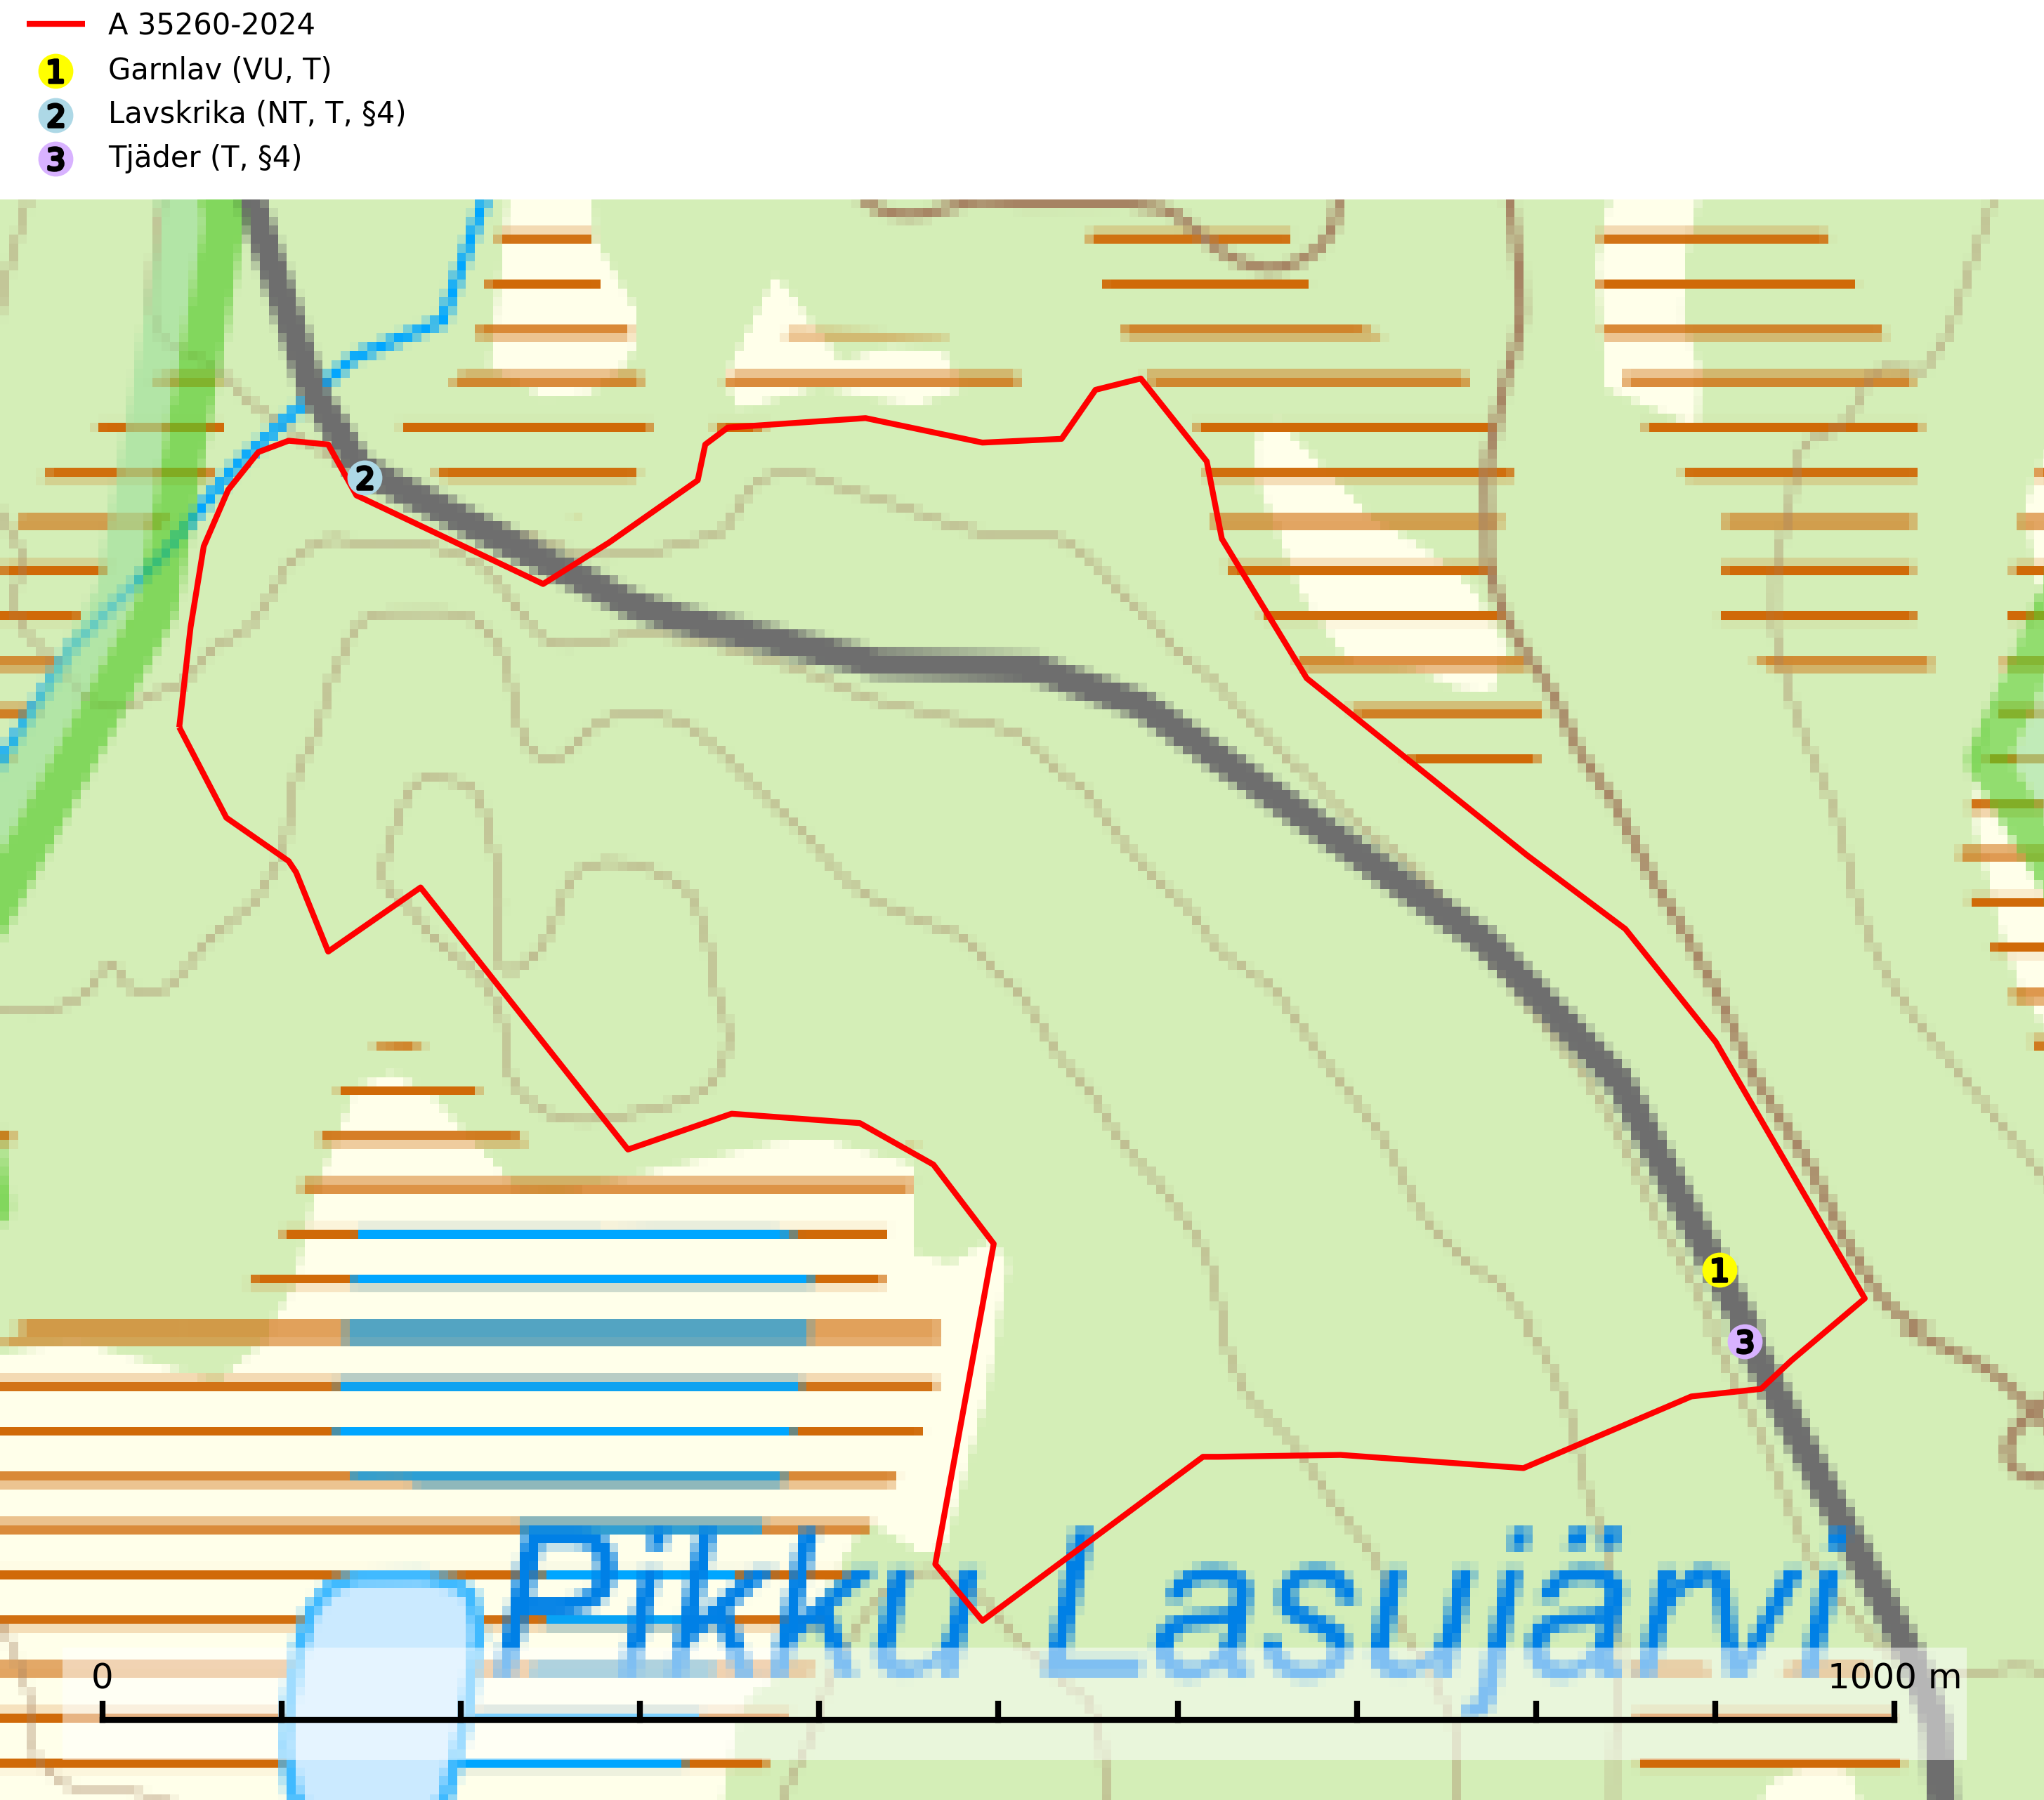 A 35260-2024
1 Garnlav (VU, T)
2 Lavskrika (NT, T, §4)
3 Tjäder (T, §4)
2
1
3
Pikku Lasujärvi
0 1000 m